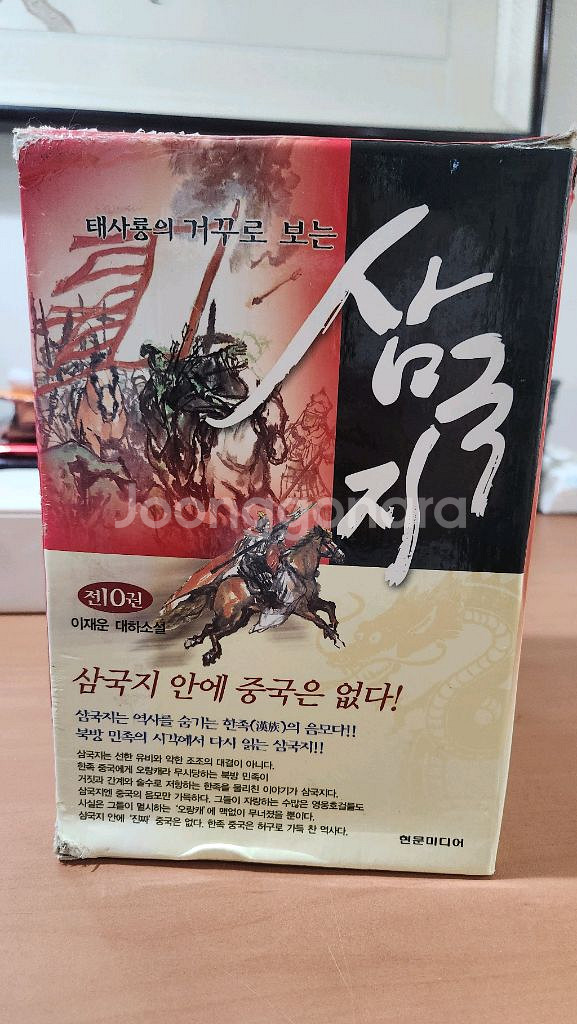 태사룡의 거꾸로 보는
삼국지
Joonggonara
제10권
이재운 대하소설
삼국지 안에 중국은 없다!
삼국지는 역사를 숨기는 한족(漢族)의 음모다!!
북방 민족의 시각에서 다시 읽는 삼국지!!
삼국지는 선한 유비와 악한 조조의 대결이 아니다.
한족 중국에게 오랑캐라 무시당하는 북방 민족이
거짓과 간계와 술수로 저항하는 한족을 물리친 이야기가 삼국지다.
삼국지엔 중국의 음모만 가득하다. 그들이 자랑하는 수많은 영웅호걸들도
사실은 그들이 멸시하는 '오랑캐'에 맥없이 무너졌을 뿐이다.
삼국지 안에 '진짜' 중국은 없다. 한족 중국은 허구로 가득 찬 역사다.
현문미디어